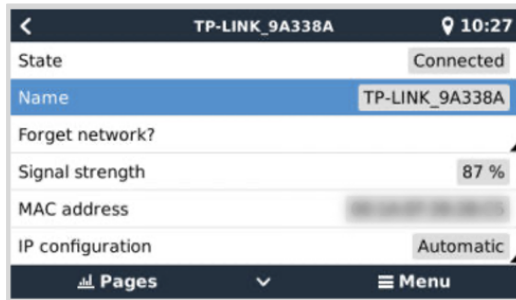 TP-LINK_9A338A 10:27
State Connected
Name TP-LINK_9A338A
Forget network?
Signal strength 87 %
MAC address
IP configuration Automatic
Pages Menu